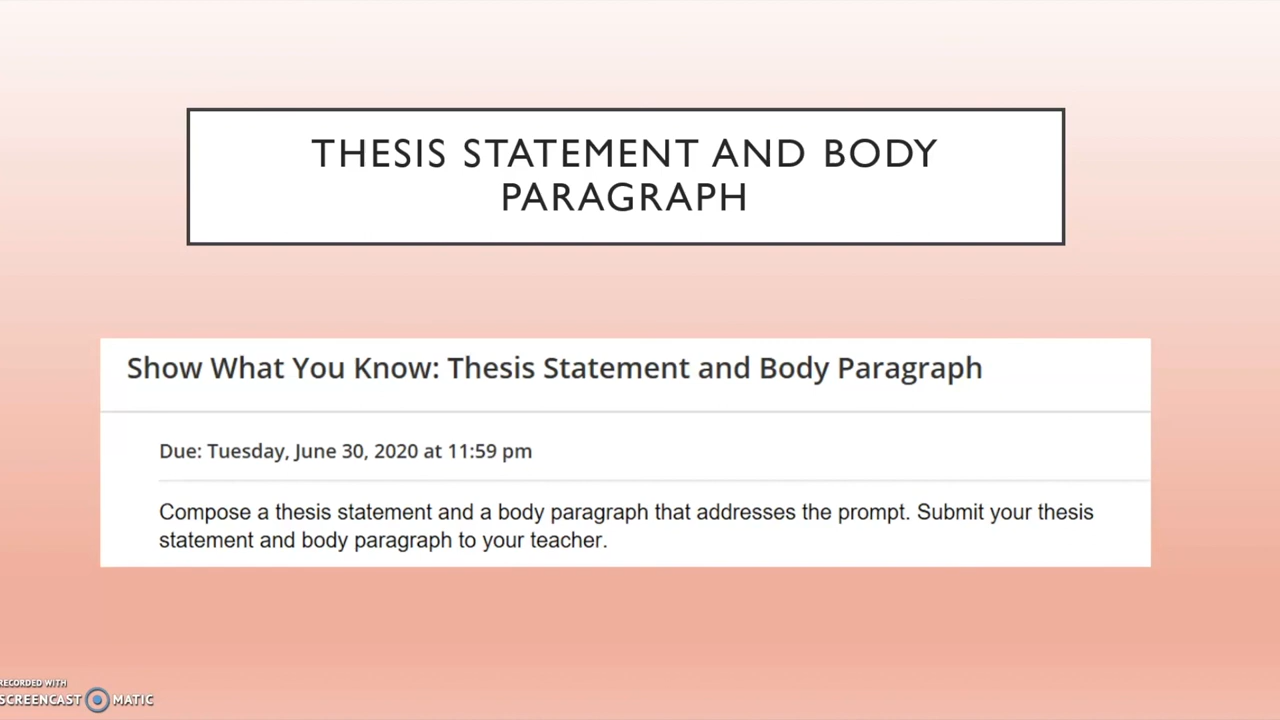 THESIS STATEMENT AND BODY
PARAGRAPH
Show What You Know: Thesis Statement and Body Paragraph
Due: Tuesday, June 30, 2020 at 11:59 pm
Compose a thesis statement and a body paragraph that addresses the prompt. Submit your thesis
statement and body paragraph to your teacher.
RECORDED WITH
SCREENCAST MATIC